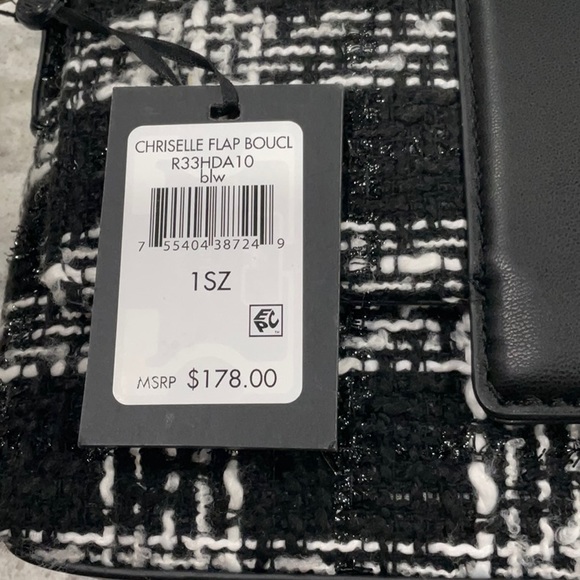 CHRISELLE FLAP BOUCL
R33HDA10
blw
7 55404 38724 9
1SZ
EPC
MSRP $178.00